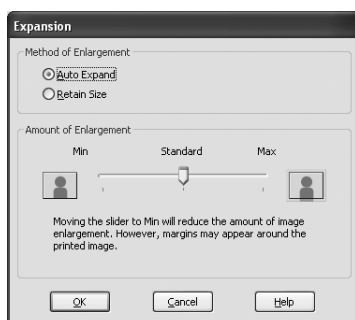 Expansion
Method of Enlargement
Auto Expand
Retain Size
Amount of Enlargement
Min Standard Max
Moving the slider to Min will reduce the amount of image
enlargement. However, margins may appear around the
printed image.
OK Cancel Help